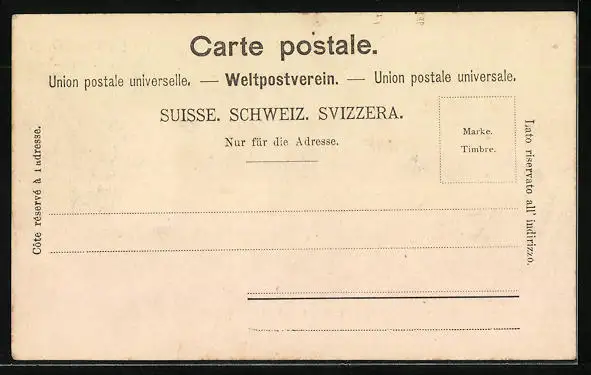 Carte postale.
Union postale universelle. — Weltpostverein. — Union postale universale.
SUISSE. SCHWEIZ. SVIZZERA.
Nur für die Adresse.
Marke.
Timbre.
Côte réservé à l adresse.
Lato riservato all' indirizzo.